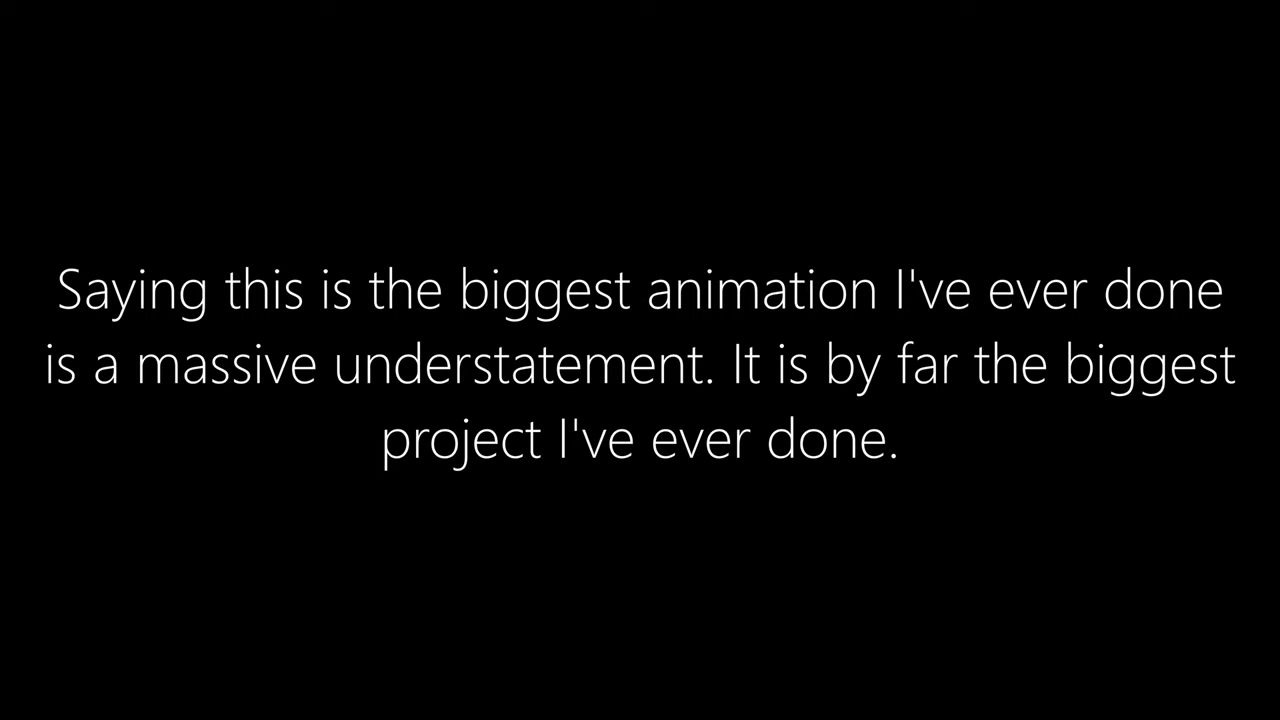 Saying this is the biggest animation I've ever done
is a massive understatement. It is by far the biggest
project I've ever done.